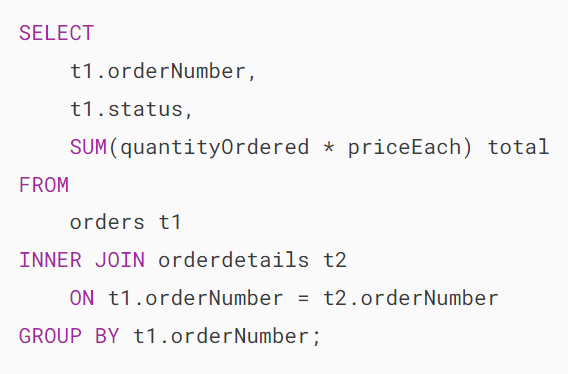 SELECT
    t1.orderNumber,
    t1.status,
    SUM(quantityOrdered * priceEach) total
FROM
    orders t1
INNER JOIN orderdetails t2
    ON t1.orderNumber = t2.orderNumber
GROUP BY t1.orderNumber;